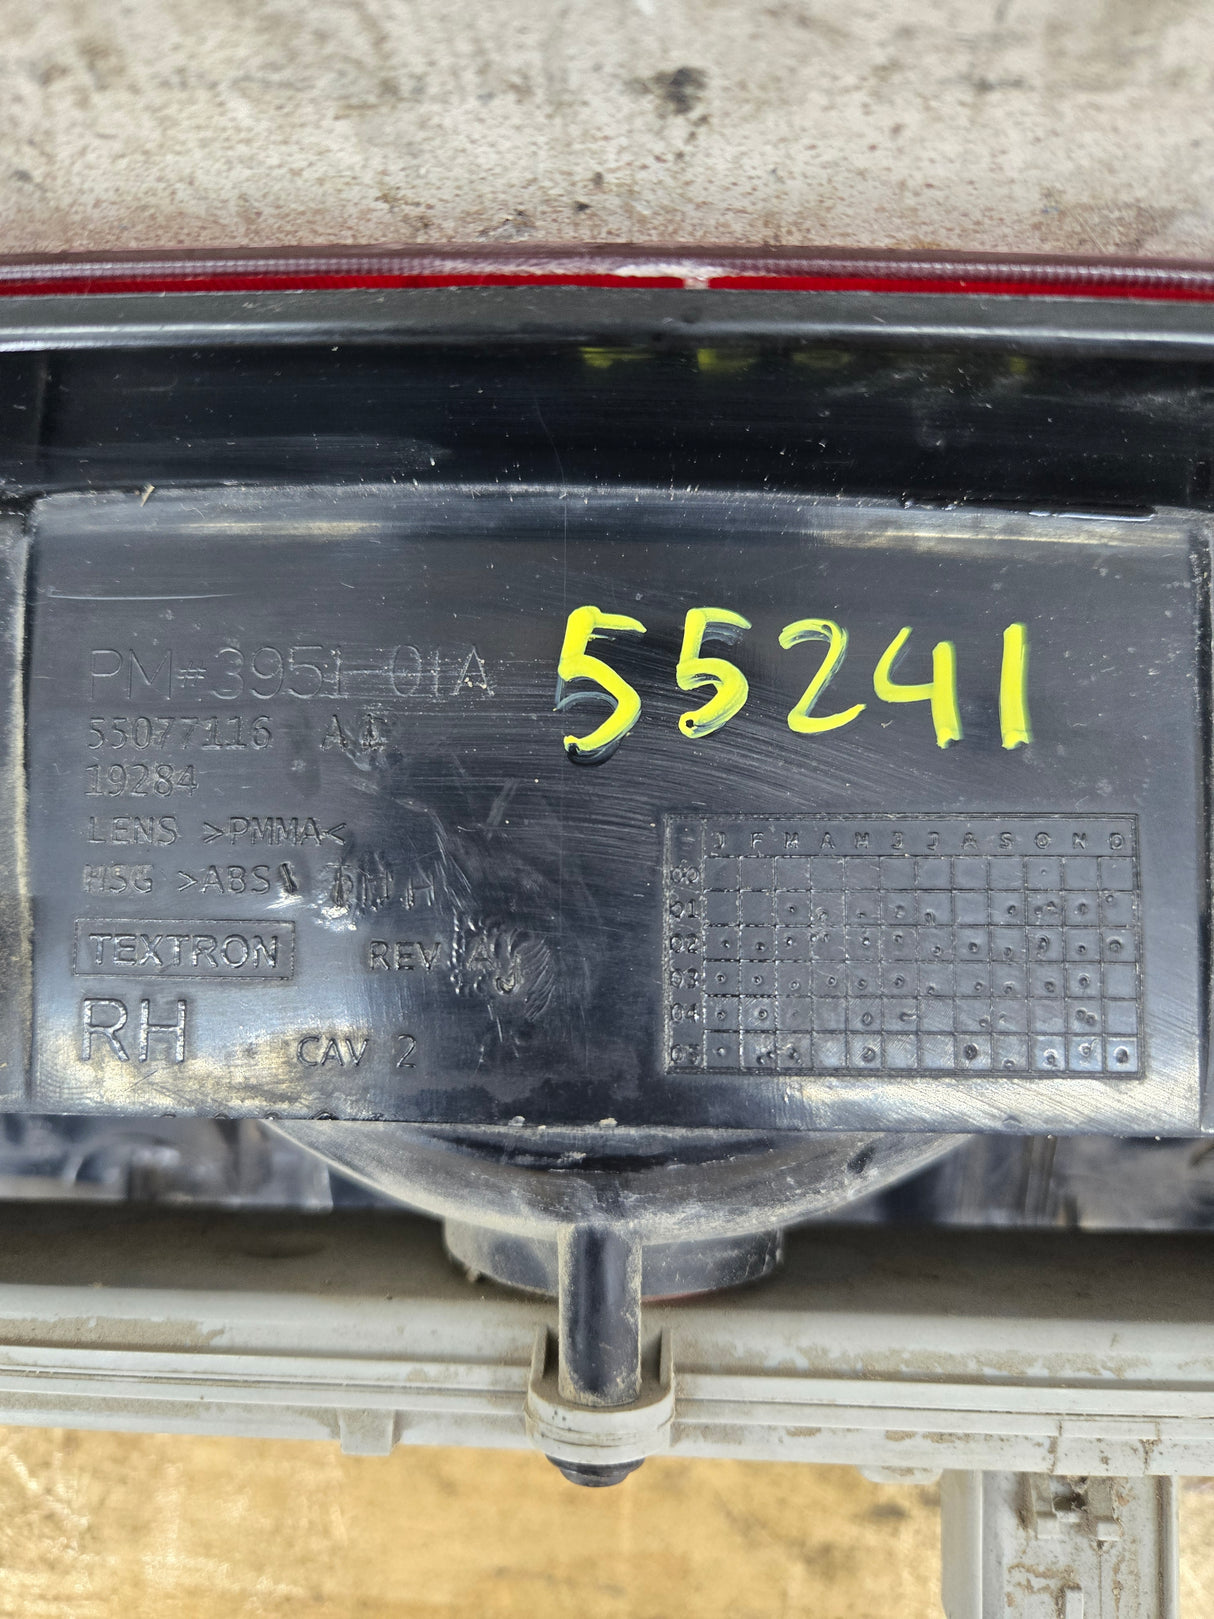 PM#3951-01A
55241
55077116
19284
LENS >PMMA<
HSG >ABS
TEXTRON REV A
RH
CAV 2
J F M A M J J A S O N D
00
01
02
03
04
05